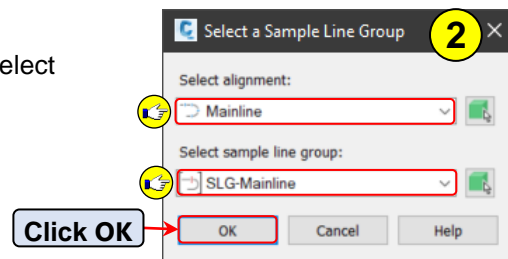 Select a Sample Line Group
2
elect
Select alignment:
Mainline
Select sample line group:
SLG-Mainline
Click OK
OK Cancel Help